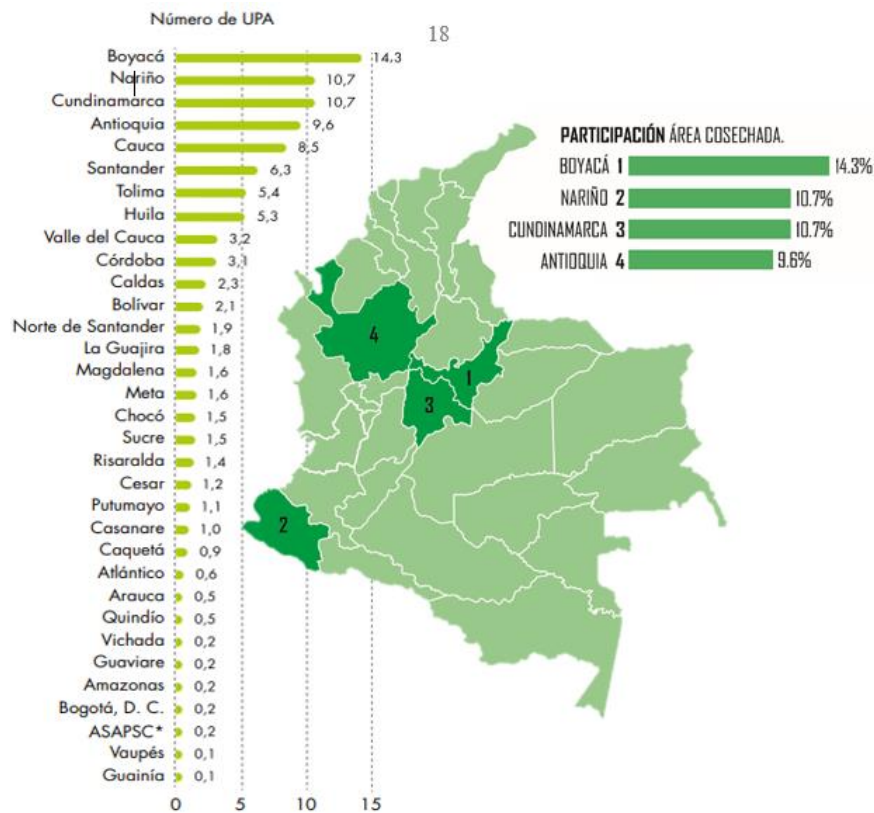 Número de UPA
18
Boyacá 14,3
Nariño 10,7
Cundinamarca 10,7
Antioquia 9,6
Cauca 8,5
Santander 6,3
Tolima 5,4
Huila 5,3
Valle del Cauca 3,2
Córdoba 3,1
Caldas 2,3
Bolívar 2,1
Norte de Santander 1,9
La Guajira 1,8
Magdalena 1,6
Meta 1,6
Chocó 1,5
Sucre 1,5
Risaralda 1,4
Cesar 1,2
Putumayo 1,1
Casanare 1,0
Caquetá 0,9
Atlántico 0,6
Arauca 0,5
Quindío 0,5
Vichada 0,2
Guaviare 0,2
Amazonas 0,2
Bogotá, D. C. 0,2
ASAPSC* 0,2
Vaupés 0,1
Guainía 0,1
0 5 10 15
PARTICIPACIÓN ÁREA COSECHADA.
BOYACÁ 1 14.3%
NARIÑO 2 10.7%
CUNDINAMARCA 3 10.7%
ANTIOQUIA 4 9.6%
4
1
3
2